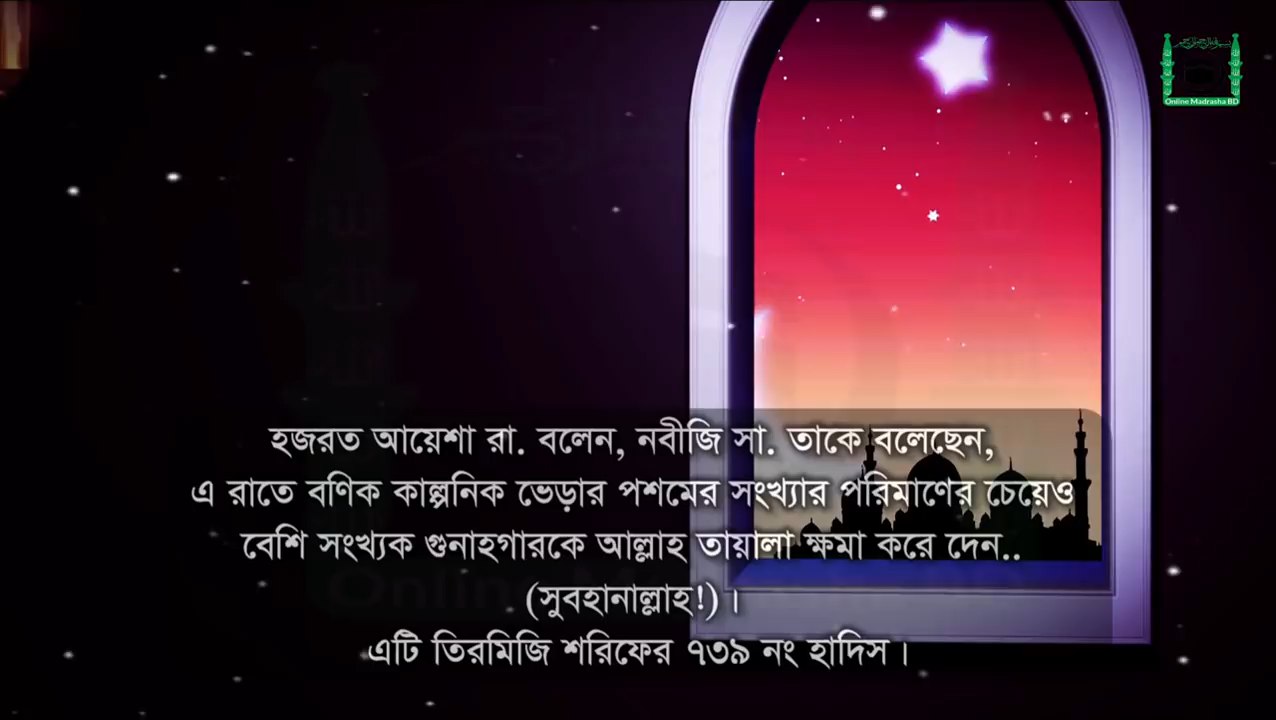 Online Madrasha BD
হজরত আয়েশা রা. বলেন, নবীজি সা. তাকে বলেছেন,
এ রাতে বণিক কাল্পনিক ভেড়ার পশমের সংখ্যার পরিমাণের চেয়েও
বেশি সংখ্যক গুনাহগারকে আল্লাহ তায়ালা ক্ষমা করে দেন..
(সুবহানাল্লাহ!)।
এটি তিরমিজি শরিফের ৭৩৯ নং হাদিস।